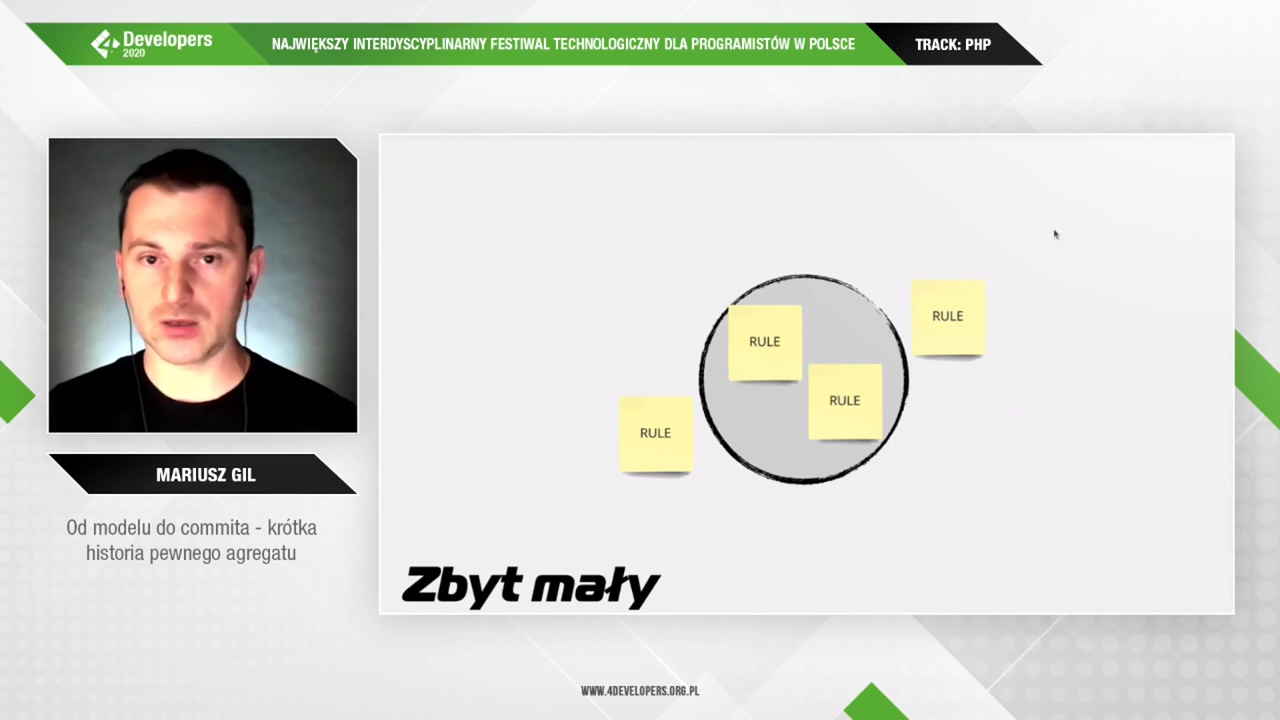 4 Developers
2020
NAJWIĘKSZY INTERDYSCYPLINARNY FESTIWAL TECHNOLOGICZNY DLA PROGRAMISTÓW W POLSCE
TRACK: PHP
RULE
RULE
RULE
RULE
Zbyt mały
MARIUSZ GIL
Od modelu do commita - krótka
historia pewnego agregatu
WWW.4DEVELOPERS.ORG.PL